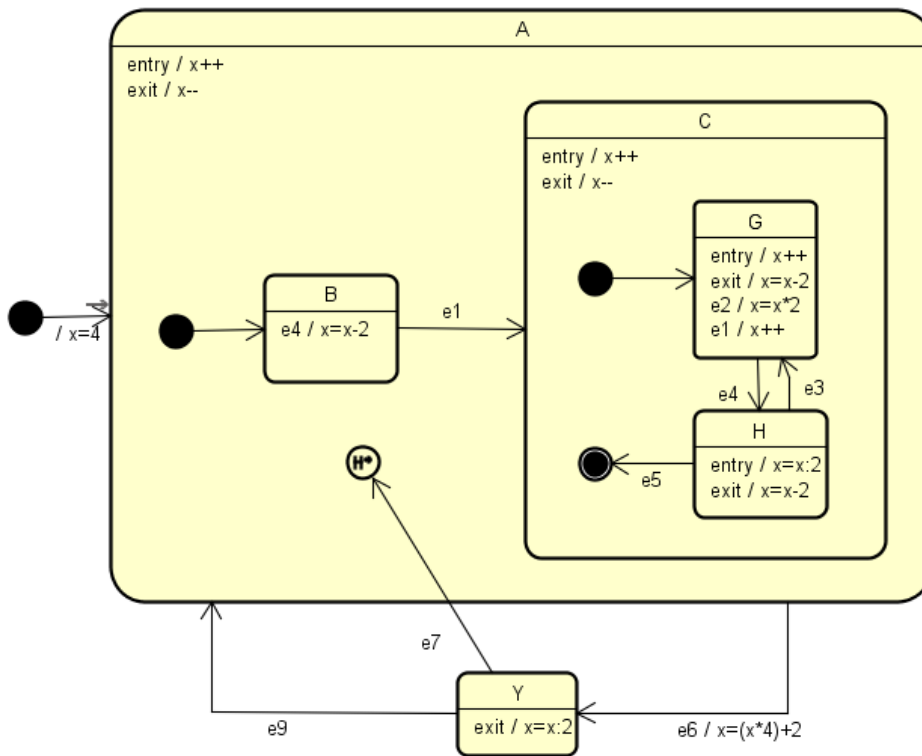 A
entry / x++
exit / x--
C
entry / x++
exit / x--
G
entry / x++
exit / x=x-2
e2 / x=x*2
e1 / x++
B
e4 / x=x-2
e1
/ x=4
e4
e3
H
entry / x=x:2
exit / x=x-2
e5
H*
e7
Y
exit / x=x:2
e9
e6 / x=(x*4)+2